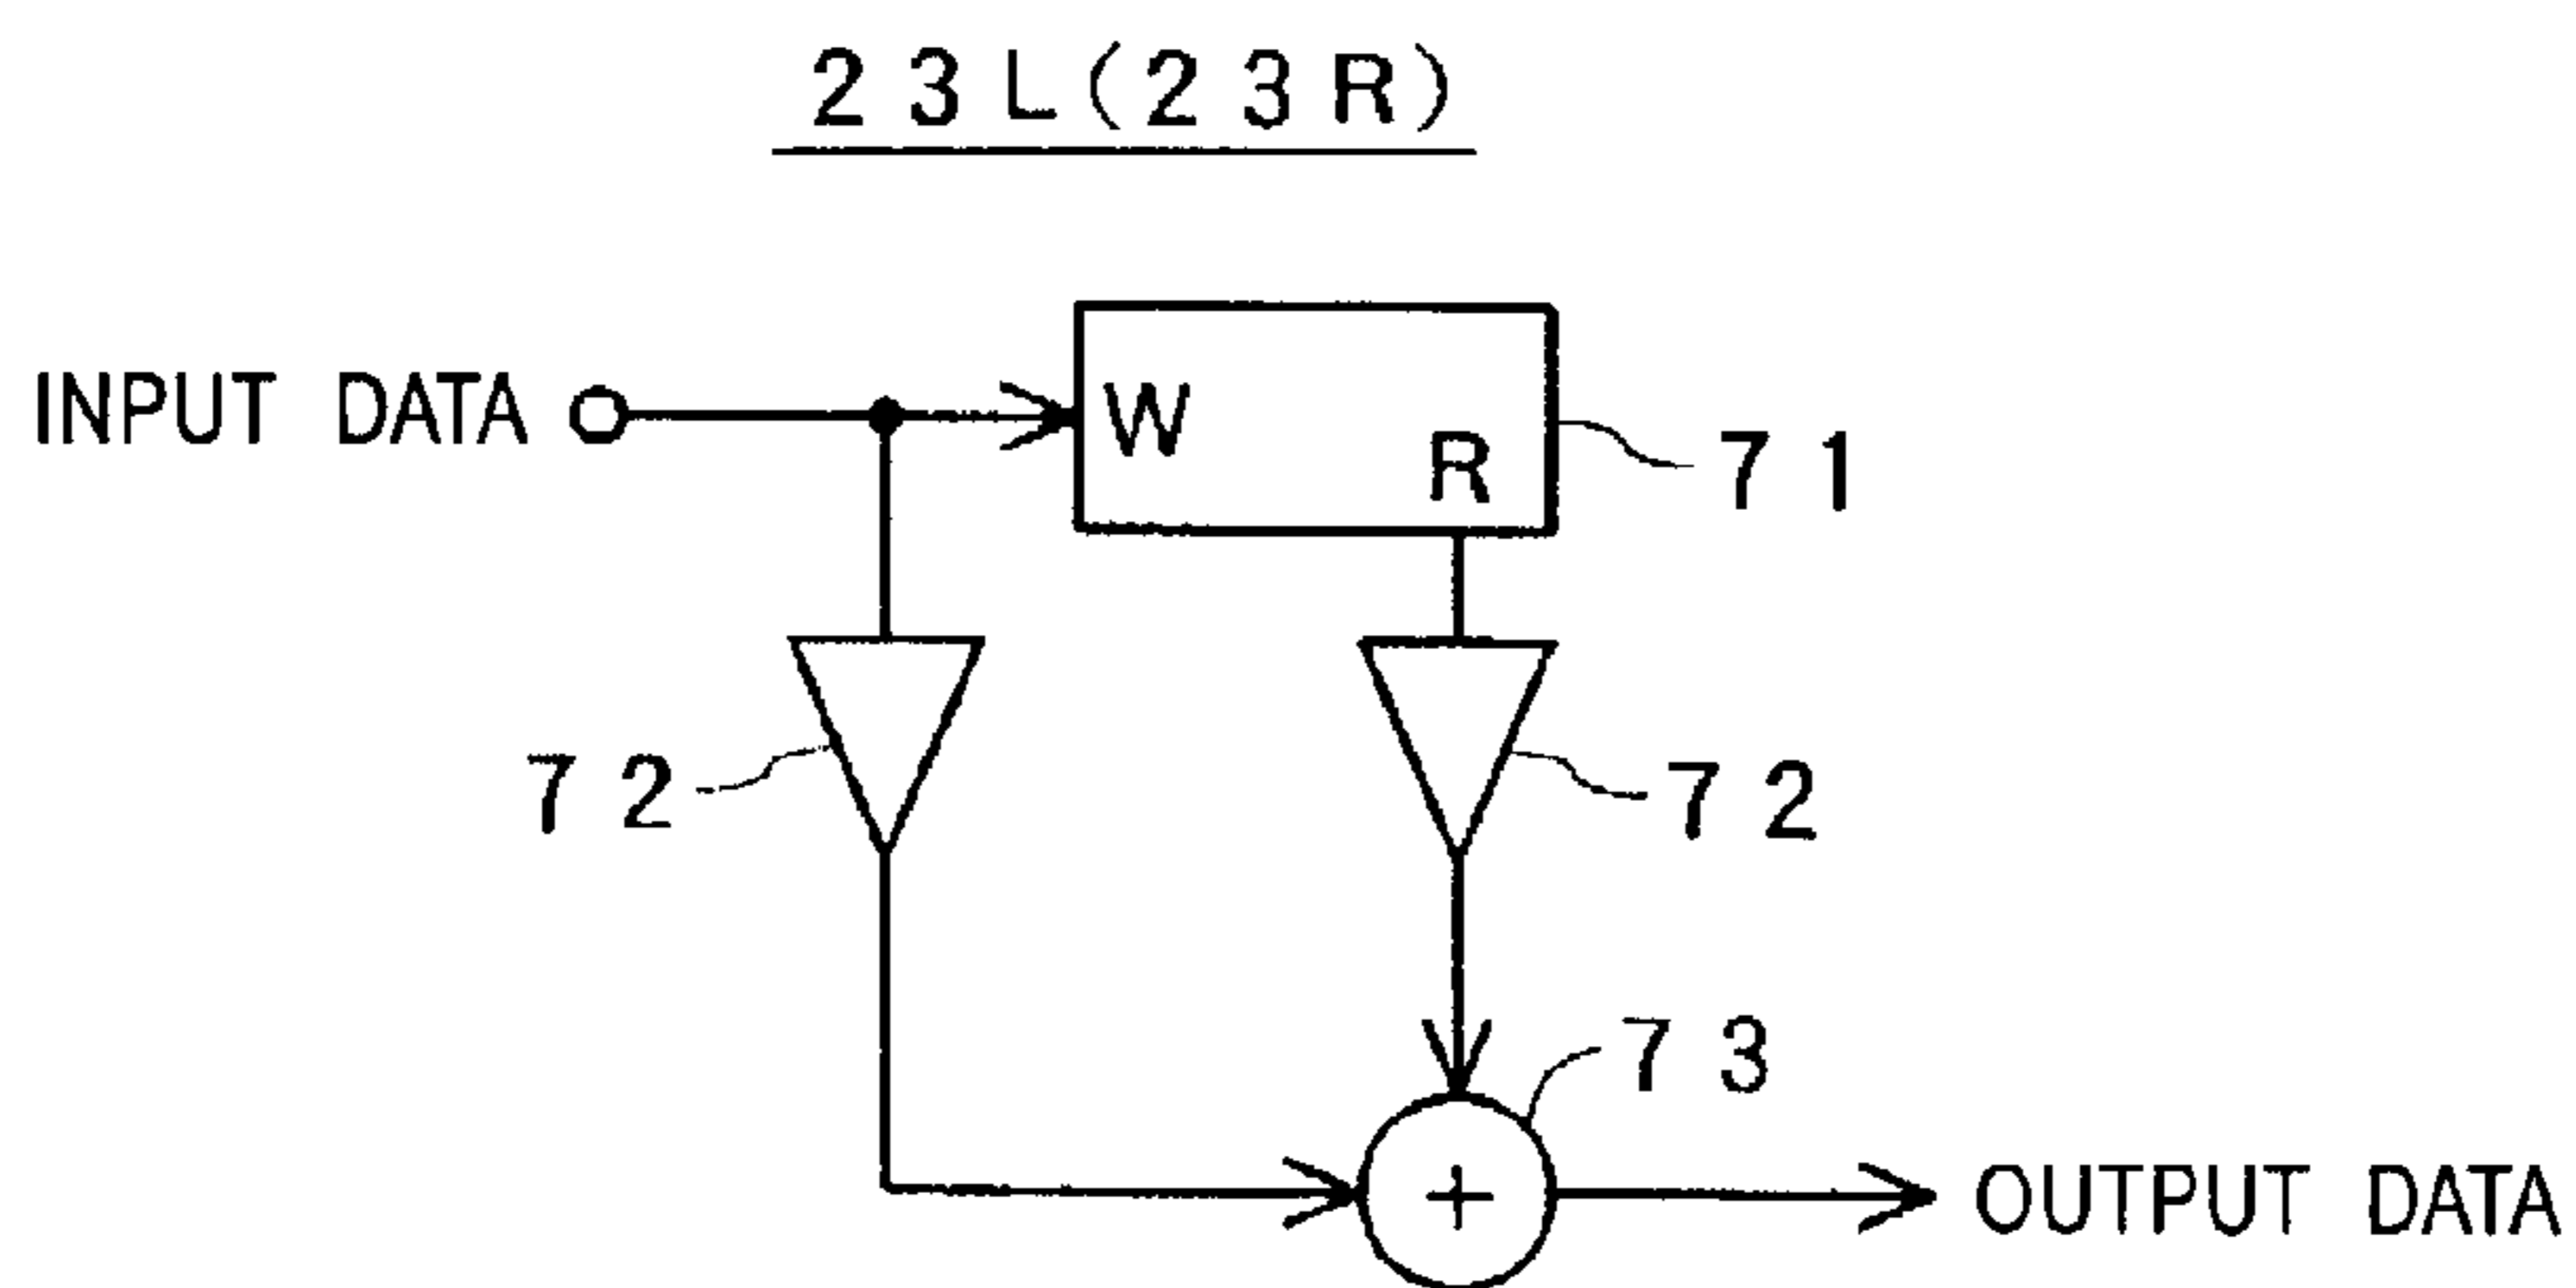 23L(23R)
INPUT DATA
W
R
71
72
72
73
+
OUTPUT DATA